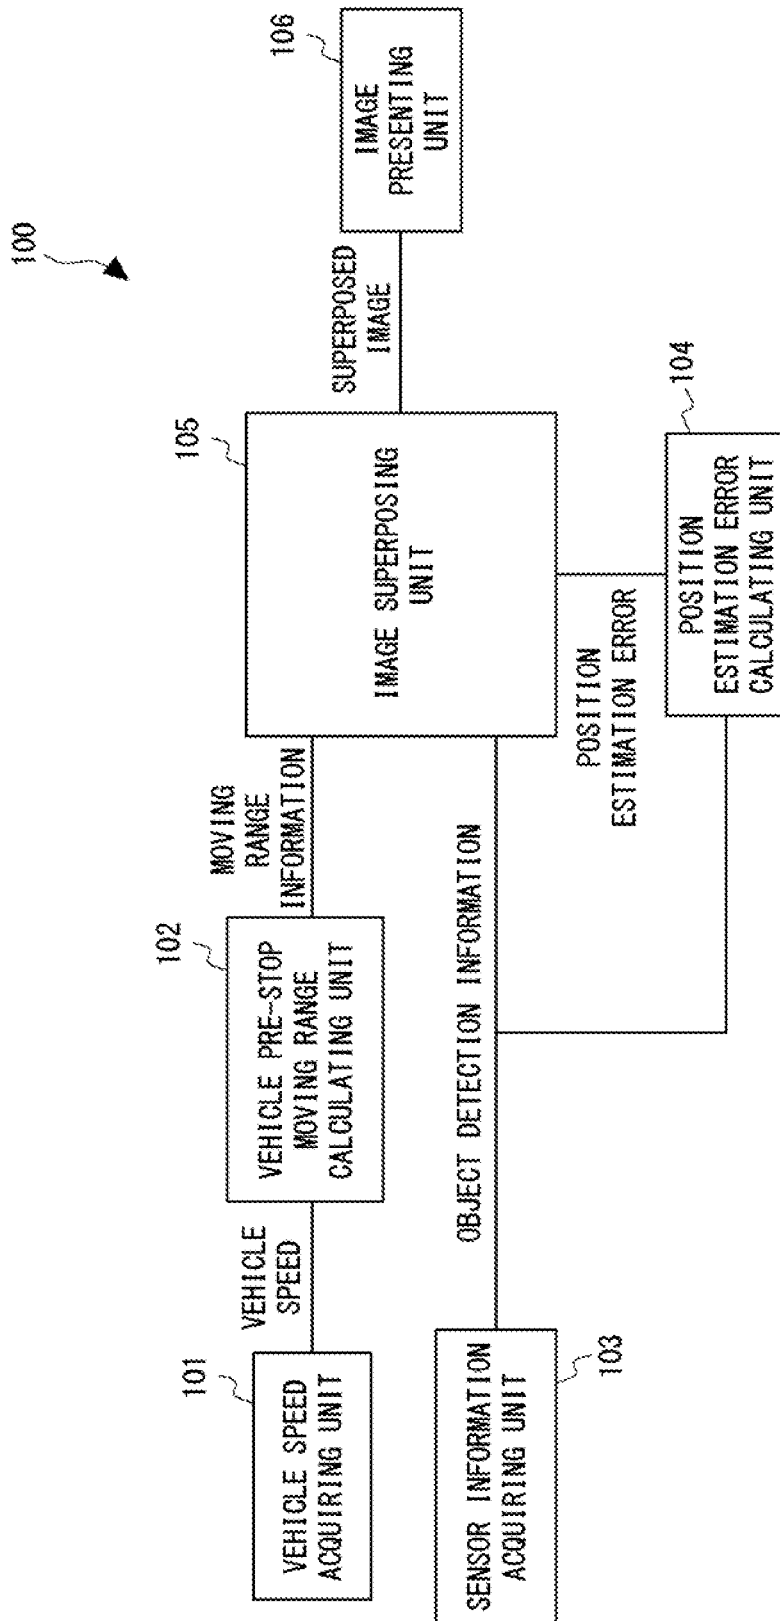 100
101
VEHICLE SPEED
ACQUIRING UNIT
VEHICLE
SPEED
102
VEHICLE PRE-STOP
MOVING RANGE
CALCULATING UNIT
MOVING
RANGE
INFORMATION
105
IMAGE SUPERPOSING
UNIT
SUPERPOSED
IMAGE
106
IMAGE
PRESENTING
UNIT
SENSOR INFORMATION
ACQUIRING UNIT
103
OBJECT DETECTION INFORMATION
POSITION
ESTIMATION ERROR
104
POSITION
ESTIMATION ERROR
CALCULATING UNIT